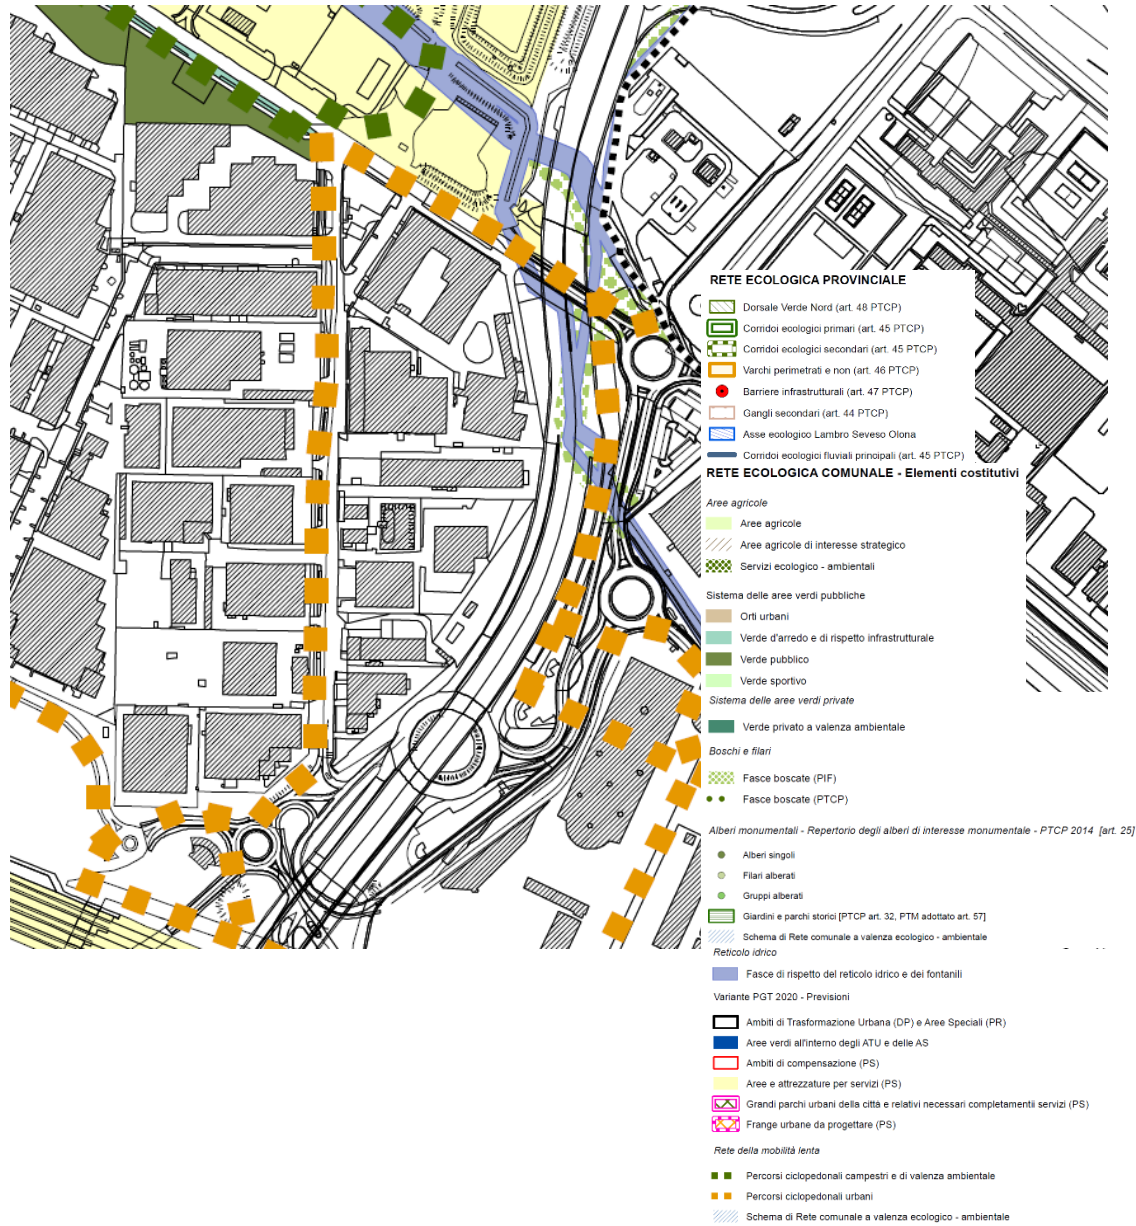 RETE ECOLOGICA PROVINCIALE
Dorsale Verde Nord (art. 48 PTCP)
Corridoi ecologici primari (art. 45 PTCP)
Corridoi ecologici secondari (art. 45 PTCP)
Varchi perimetrati e non (art. 46 PTCP)
Barriere infrastrutturali (art. 47 PTCP)
Gangli secondari (art. 44 PTCP)
Asse ecologico Lambro Seveso Olona
Corridoi ecologici fluviali principali (art. 45 PTCP)
RETE ECOLOGICA COMUNALE - Elementi costitutivi
Aree agricole
Aree agricole
Aree agricole di interesse strategico
Servizi ecologico - ambientali
Sistema delle aree verdi pubbliche
Orti urbani
Verde d'arredo e di rispetto infrastrutturale
Verde pubblico
Verde sportivo
Sistema delle aree verdi private
Verde privato a valenza ambientale
Boschi e filari
Fasce boscate (PIF)
Fasce boscate (PTCP)
Alberi monumentali - Repertorio degli alberi di interesse monumentale - PTCP 2014 [art. 25]
Alberi singoli
Filari alberati
Gruppi alberati
Giardini e parchi storici [PTCP art. 32, PTM adottato art. 57]
Schema di Rete comunale a valenza ecologico - ambientale
Reticolo idrico
Fasce di rispetto del reticolo idrico e dei fontanili
Variante PGT 2020 - Previsioni
Ambiti di Trasformazione Urbana (DP) e Aree Speciali (PR)
Aree verdi all'interno degli ATU e delle AS
Ambiti di compensazione (PS)
Aree e attrezzature per servizi (PS)
Grandi parchi urbani della città e relativi necessari completamentii servizi (PS)
Frange urbane da progettare (PS)
Rete della mobilità lenta
Percorsi ciclopedonali campestri e di valenza ambientale
Percorsi ciclopedonali urbani
Schema di Rete comunale a valenza ecologico - ambientale